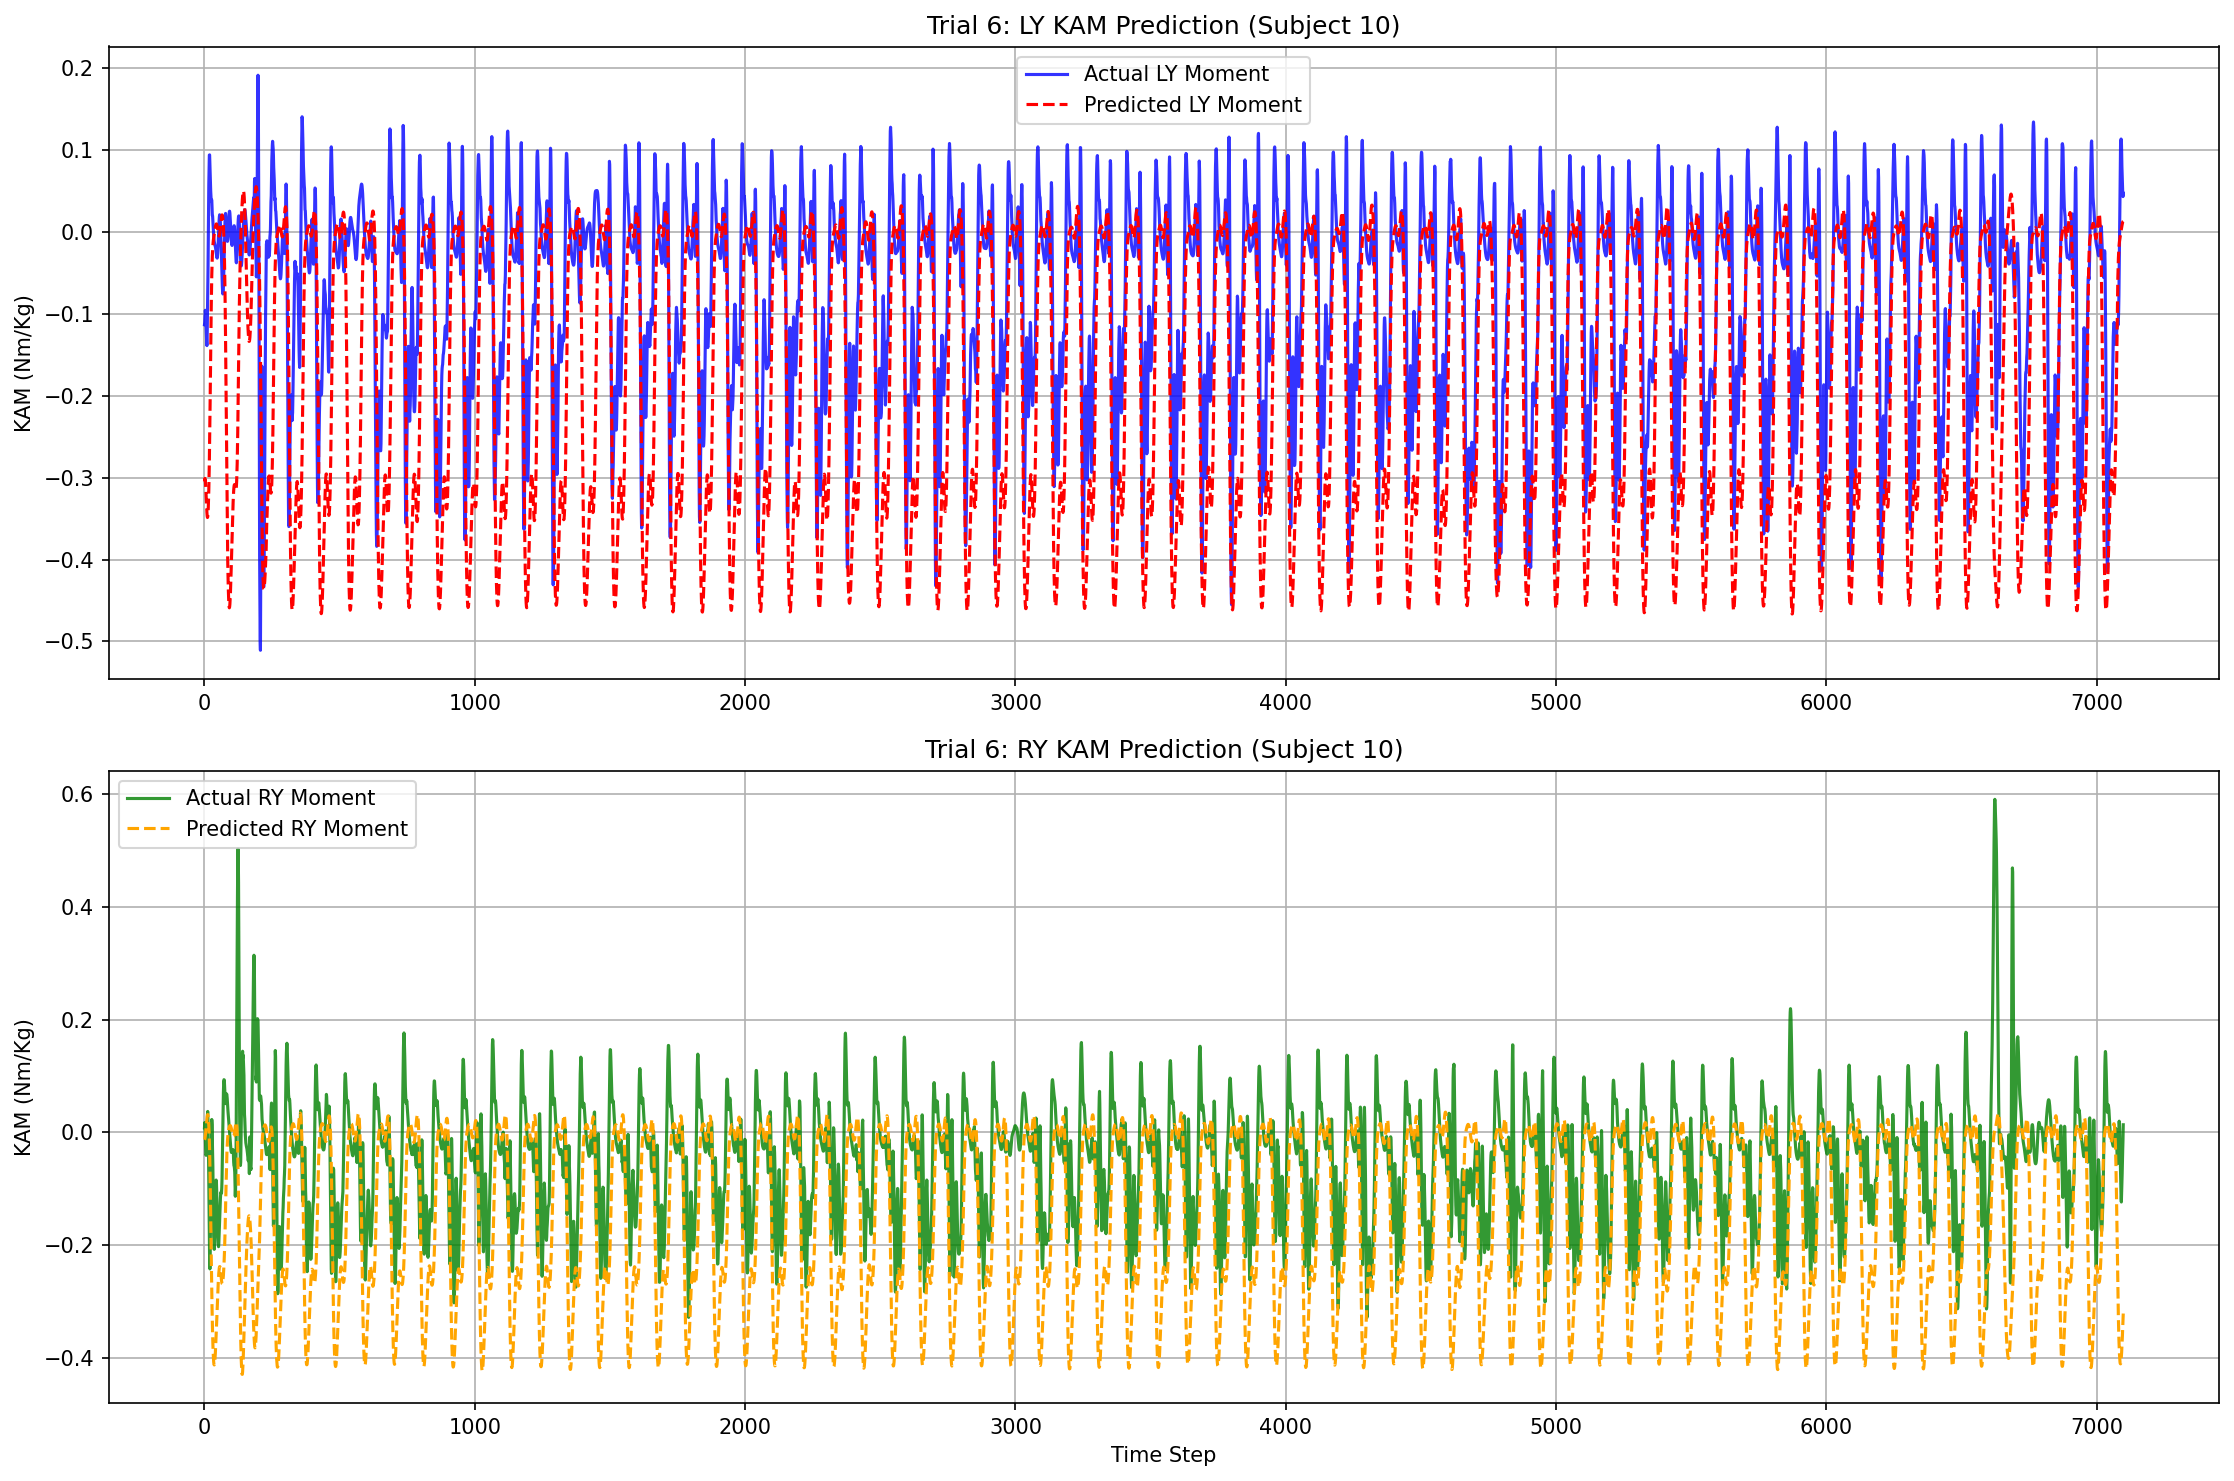 Trial 6: LY KAM Prediction (Subject 10)
Actual LY Moment
Predicted LY Moment
KAM (Nm/Kg)
0.2
0.1
0.0
−0.1
−0.2
−0.3
−0.4
−0.5
0 1000 2000 3000 4000 5000 6000 7000
Trial 6: RY KAM Prediction (Subject 10)
Actual RY Moment
Predicted RY Moment
KAM (Nm/Kg)
0.6
0.4
0.2
0.0
−0.2
−0.4
0 1000 2000 3000 4000 5000 6000 7000
Time Step